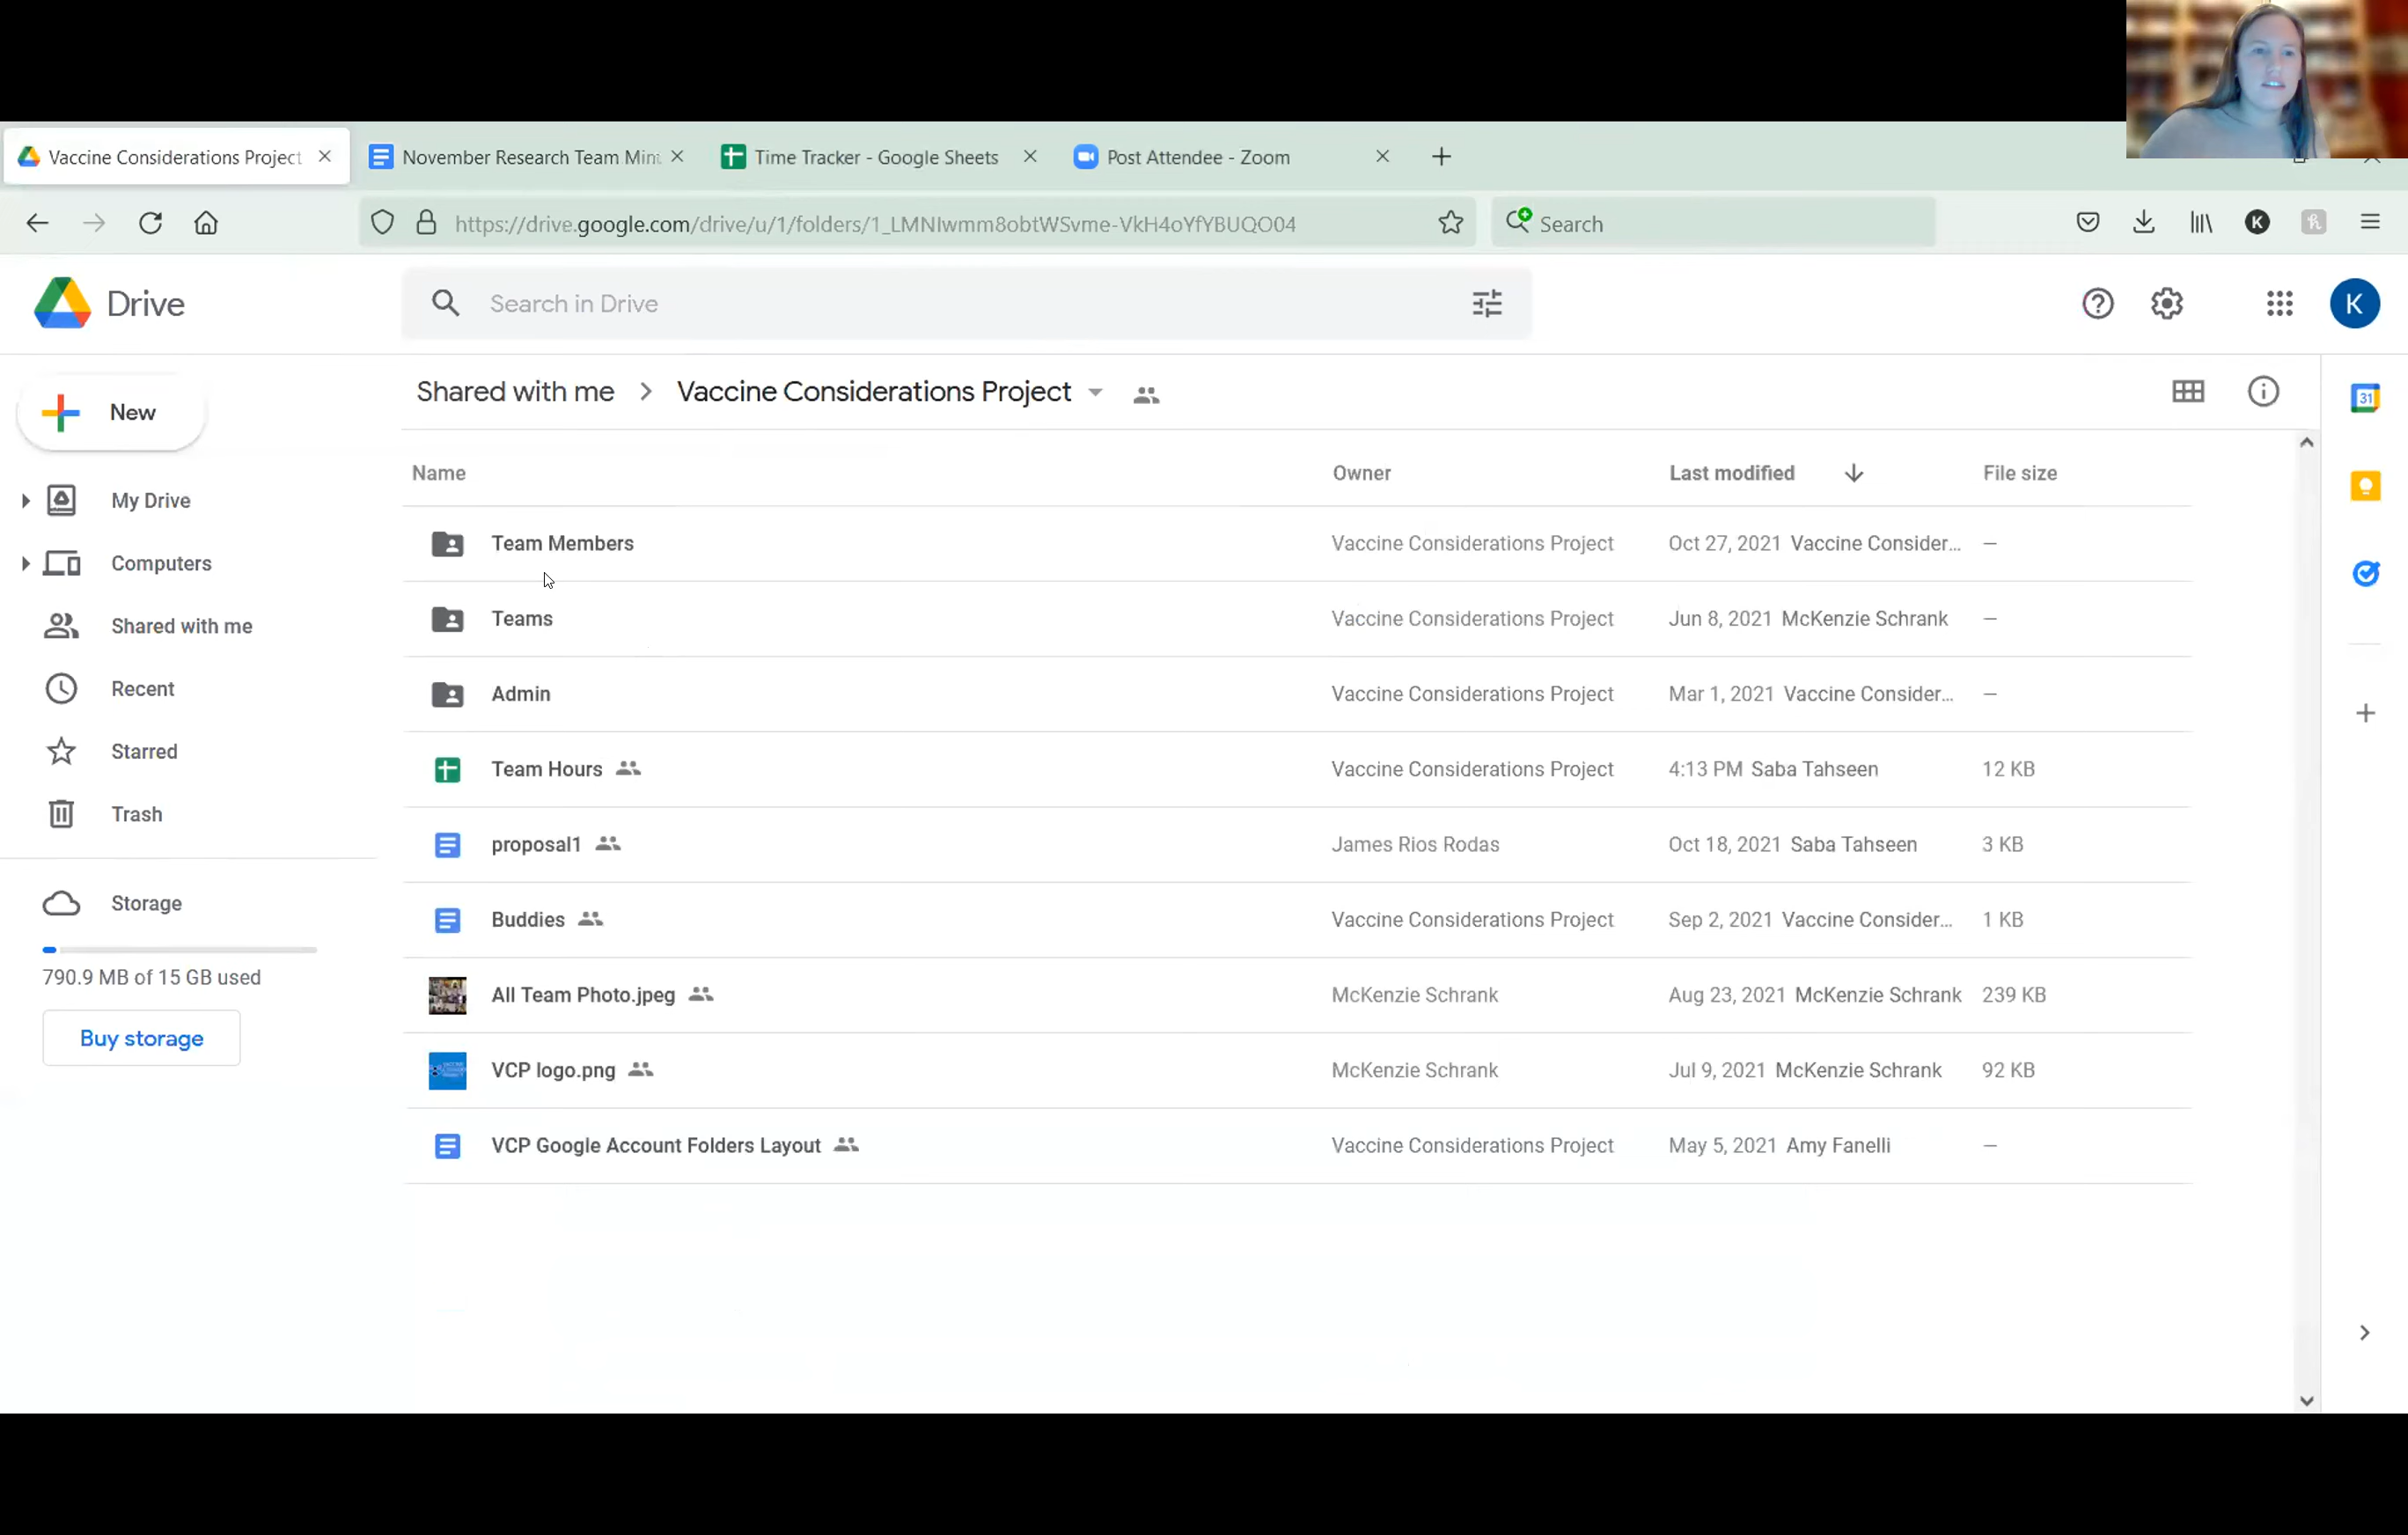 Vaccine Considerations Project
November Research Team Min
Time Tracker - Google Sheets
Post Attendee - Zoom
https://drive.google.com/drive/u/1/folders/1_LMNIwmm8obtWSvme-VkH4oYfYBUQO04
Search
K
Drive
Search in Drive
K
New
Shared with me
Vaccine Considerations Project
31
My Drive
Computers
Shared with me
Recent
Starred
Trash
Storage
790.9 MB of 15 GB used
Buy storage
Name Owner Last modified File size
Team Members Vaccine Considerations Project Oct 27, 2021 Vaccine Consider... —
Teams Vaccine Considerations Project Jun 8, 2021 McKenzie Schrank —
Admin Vaccine Considerations Project Mar 1, 2021 Vaccine Consider... —
Team Hours Vaccine Considerations Project 4:13 PM Saba Tahseen 12 KB
proposal1 James Rios Rodas Oct 18, 2021 Saba Tahseen 3 KB
Buddies Vaccine Considerations Project Sep 2, 2021 Vaccine Consider... 1 KB
All Team Photo.jpeg McKenzie Schrank Aug 23, 2021 McKenzie Schrank 239 KB
VCP logo.png McKenzie Schrank Jul 9, 2021 McKenzie Schrank 92 KB
VCP Google Account Folders Layout Vaccine Considerations Project May 5, 2021 Amy Fanelli —